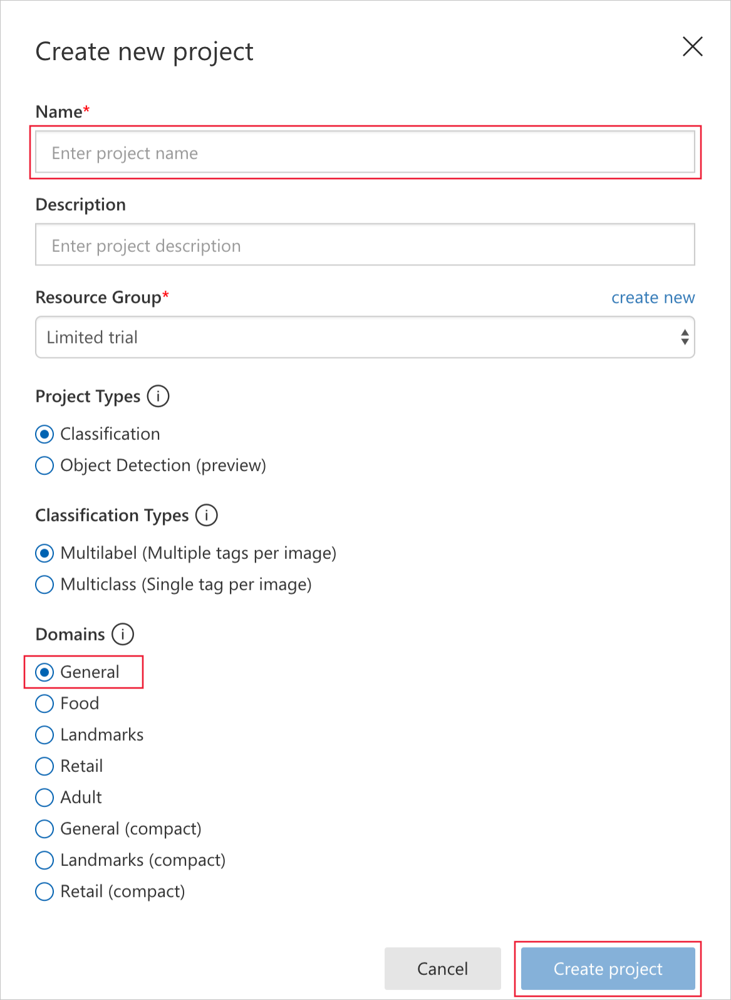 Create new project
Name*
Enter project name
Description
Enter project description
Resource Group* create new
Limited trial
Project Types i
Classification
Object Detection (preview)
Classification Types i
Multilabel (Multiple tags per image)
Multiclass (Single tag per image)
Domains i
General
Food
Landmarks
Retail
Adult
General (compact)
Landmarks (compact)
Retail (compact)
Cancel Create project